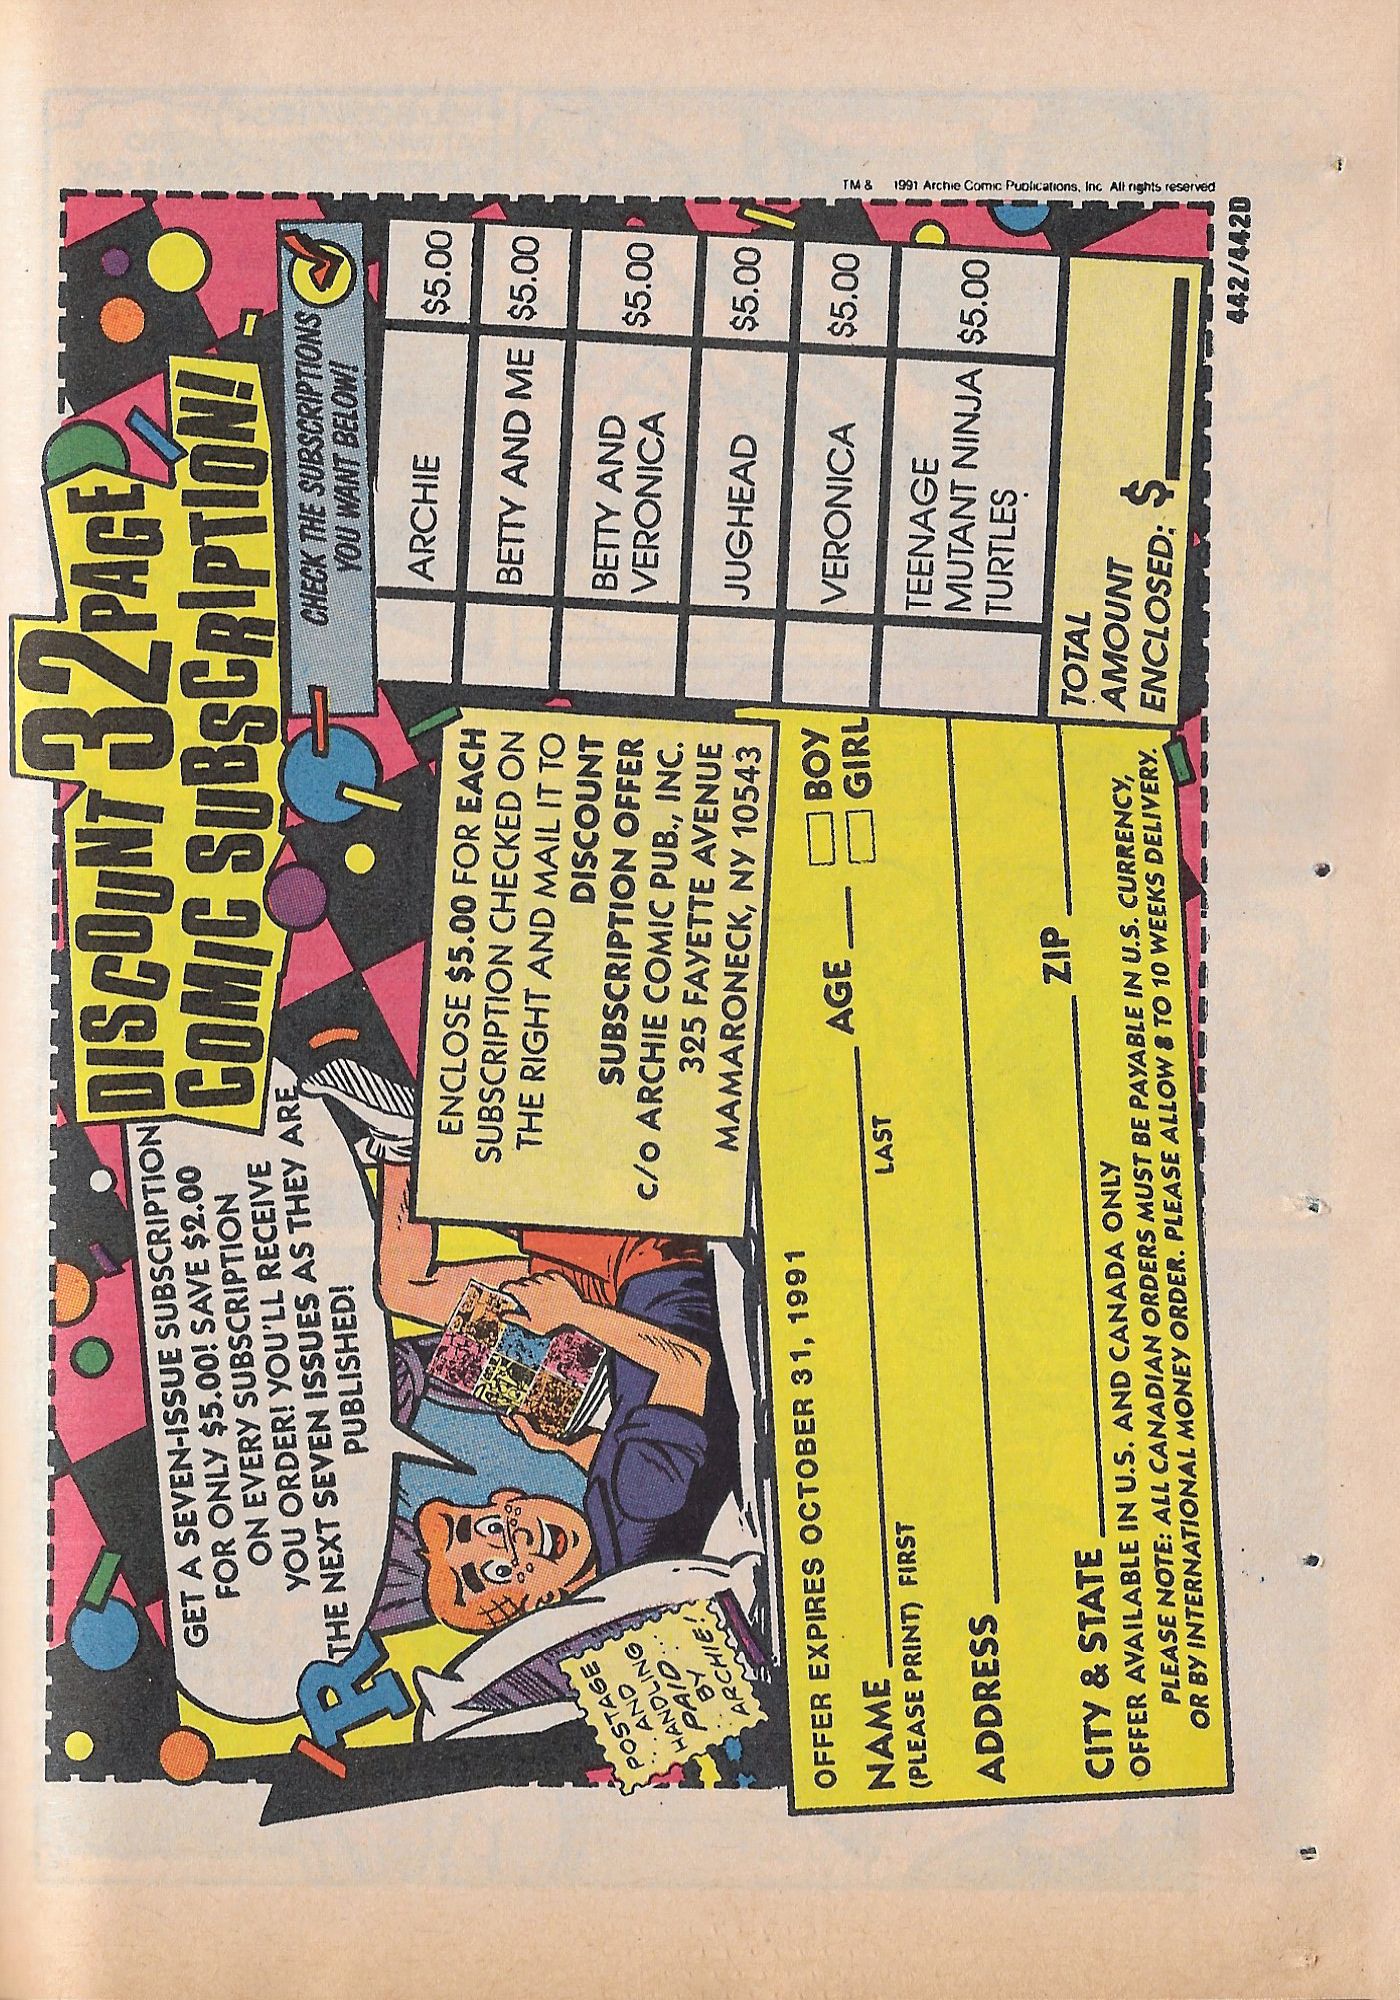 DISCOUNT 32 PAGE
COMIC SUBSCRIPTION!
GET A SEVEN-ISSUE SUBSCRIPTION
FOR ONLY $5.00! SAVE $2.00
ON EVERY SUBSCRIPTION
YOU ORDER! YOU'LL RECEIVE
THE NEXT SEVEN ISSUES AS THEY ARE
PUBLISHED!
R
POSTAGE
...AND
HANDLING
PAID...
...BY
ARCHIE!
ENCLOSE $5.00 FOR EACH
SUBSCRIPTION CHECKED ON
THE RIGHT AND MAIL IT TO
DISCOUNT
SUBSCRIPTION OFFER
C/O ARCHIE COMIC PUB., INC.
325 FAYETTE AVENUE
MAMARONECK, NY 10543
CHECK THE SUBSCRIPTIONS
YOU WANT BELOW!
ARCHIE $5.00
BETTY AND ME $5.00
BETTY AND
VERONICA $5.00
JUGHEAD $5.00
VERONICA $5.00
TEENAGE
MUTANT NINJA $5.00
TURTLES
TOTAL
AMOUNT
ENCLOSED: $
OFFER EXPIRES OCTOBER 31, 1991
NAME AGE BOY
GIRL
(PLEASE PRINT) FIRST LAST
ADDRESS
CITY & STATE ZIP
OFFER AVAILABLE IN U.S. AND CANADA ONLY
PLEASE NOTE: ALL CANADIAN ORDERS MUST BE PAYABLE IN U.S. CURRENCY,
OR BY INTERNATIONAL MONEY ORDER. PLEASE ALLOW 8 TO 10 WEEKS DELIVERY.
TM & 1991 Archie Comic Publications, Inc. All rights reserved
442/442D